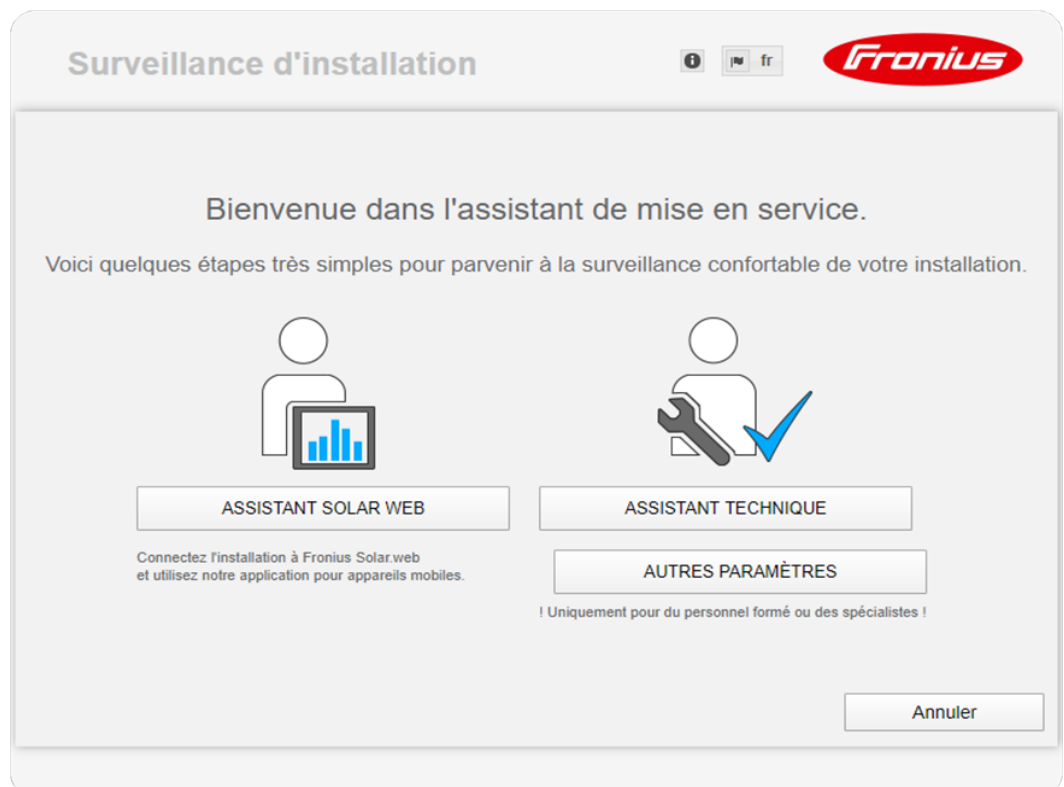 Surveillance d'installation
fr
Fronius
Bienvenue dans l'assistant de mise en service.
Voici quelques étapes très simples pour parvenir à la surveillance confortable de votre installation.
ASSISTANT SOLAR WEB
ASSISTANT TECHNIQUE
Connectez l'installation à Fronius Solar.web
et utilisez notre application pour appareils mobiles.
AUTRES PARAMÈTRES
! Uniquement pour du personnel formé ou des spécialistes !
Annuler